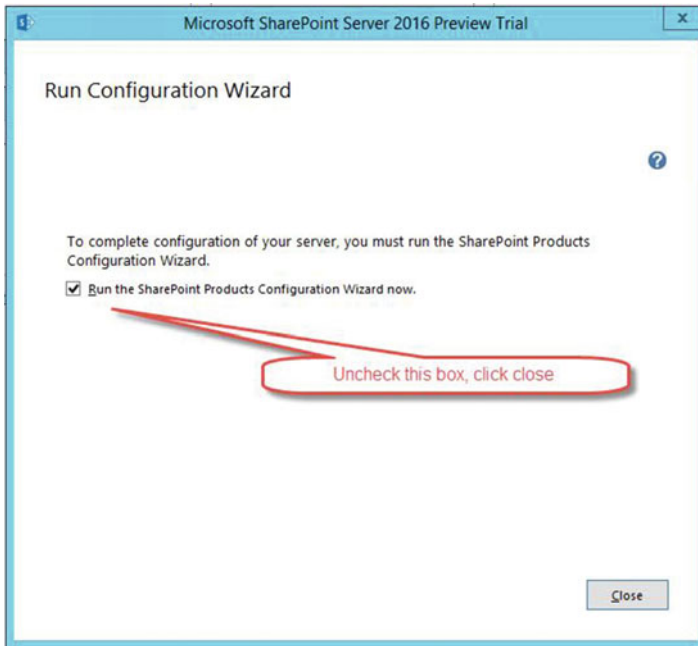 Microsoft SharePoint Server 2016 Preview Trial
x
Run Configuration Wizard
?
To complete configuration of your server, you must run the SharePoint Products
Configuration Wizard.
Run the SharePoint Products Configuration Wizard now.
Uncheck this box, click close
Close